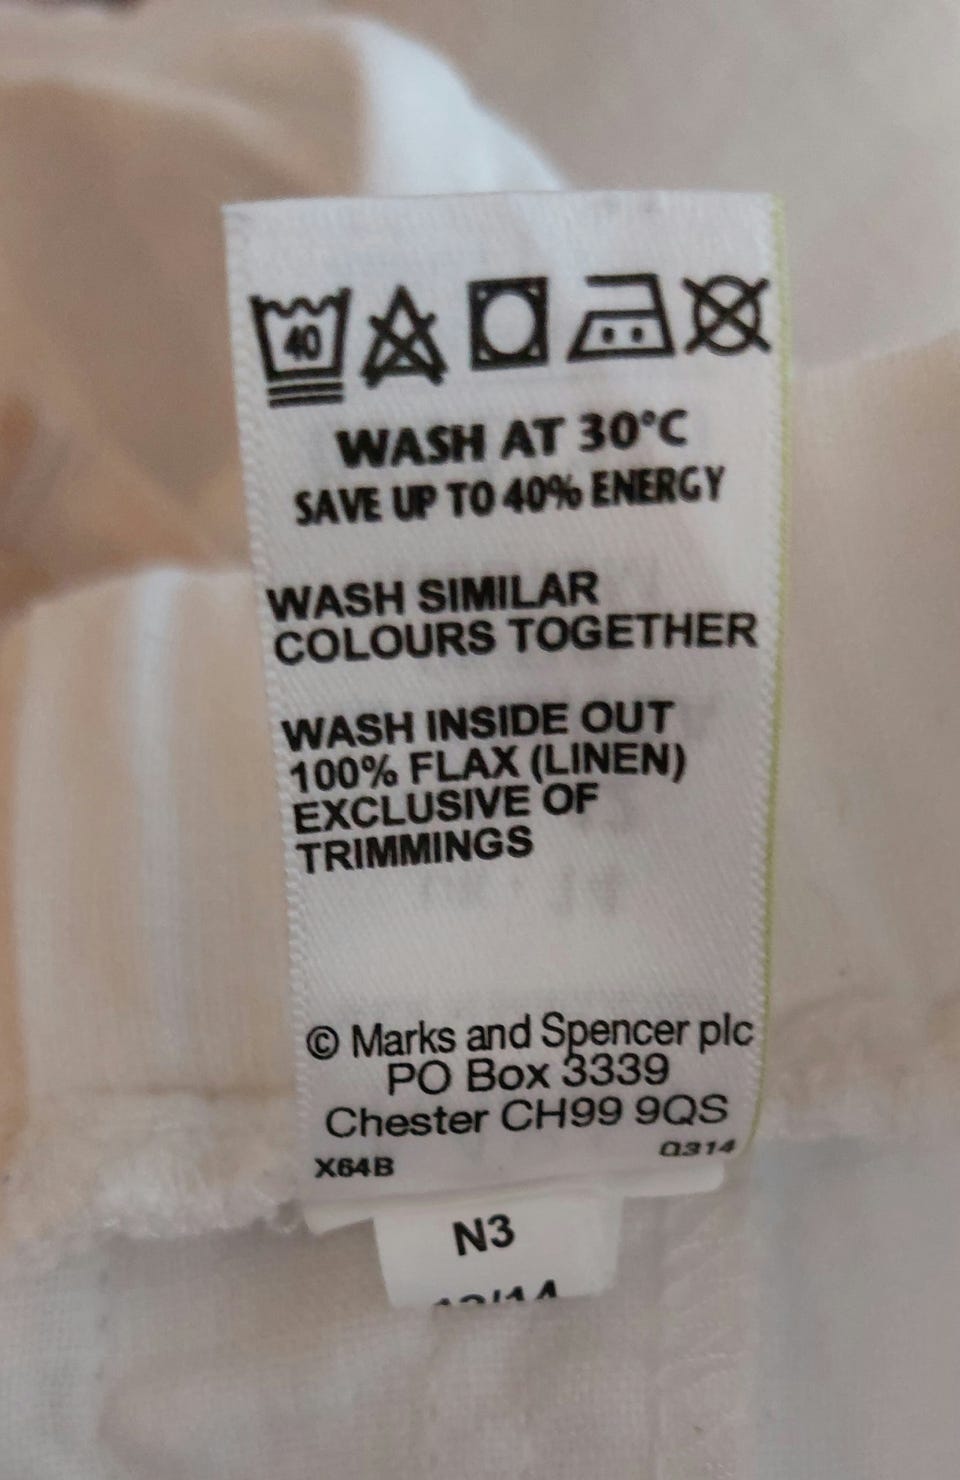 40
WASH AT 30°C
SAVE UP TO 40% ENERGY
WASH SIMILAR
COLOURS TOGETHER
WASH INSIDE OUT
100% FLAX (LINEN)
EXCLUSIVE OF
TRIMMINGS
© Marks and Spencer plc
PO Box 3339
Chester CH99 9QS
X64B Q314
N3